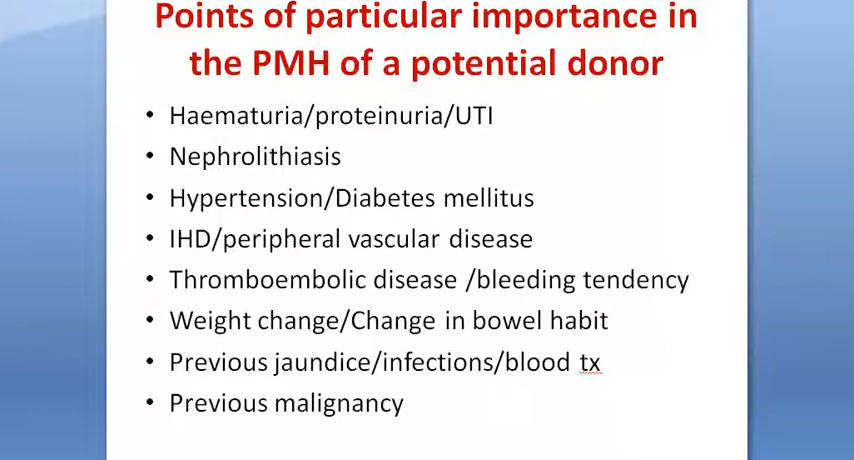 Points of particular importance in
the PMH of a potential donor
• Haematuria/proteinuria/UTI
• Nephrolithiasis
• Hypertension/Diabetes mellitus
• IHD/peripheral vascular disease
• Thromboembolic disease /bleeding tendency
• Weight change/Change in bowel habit
• Previous jaundice/infections/blood tx
• Previous malignancy